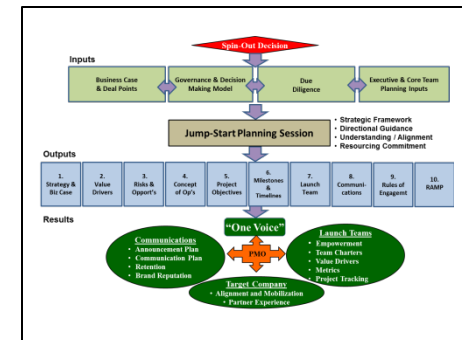 Spin-Out Decision
Inputs
Business Case
& Deal Points
Governance & Decision
Making Model
Due
Diligence
Executive & Core Team
Planning Inputs
Jump-Start Planning Session
• Strategic Framework
• Directional Guidance
• Understanding / Alignment
• Resourcing Commitment
Outputs
1.
Strategy &
Biz Case
2.
Value
Drivers
3.
Risks &
Opport's
4.
Concept
of Op's
5.
Project
Objectives
6.
Milestones
&
Timelines
7.
Launch
Team
8.
Communi-
cations
9.
Rules of
Engagemt
10.
RAMP
Results
"One Voice"
Communications
• Announcement Plan
• Communication Plan
• Retention
• Brand Reputation
PMO
Launch Teams
• Empowerment
• Team Charters
• Value Drivers
• Metrics
• Project Tracking
Target Company
• Alignment and Mobilization
• Partner Experience